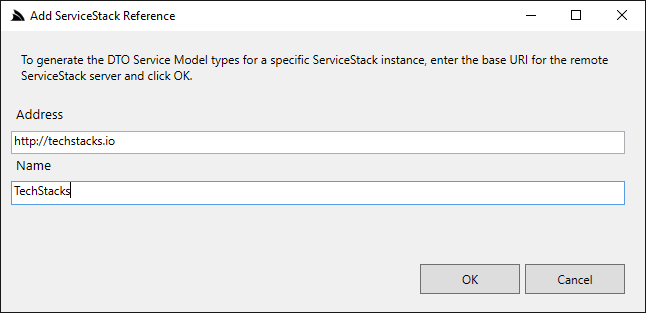 Add ServiceStack Reference
To generate the DTO Service Model types for a specific ServiceStack instance, enter the base URI for the remote
ServiceStack server and click OK.
Address
http://techstacks.io
Name
TechStacks
OK Cancel